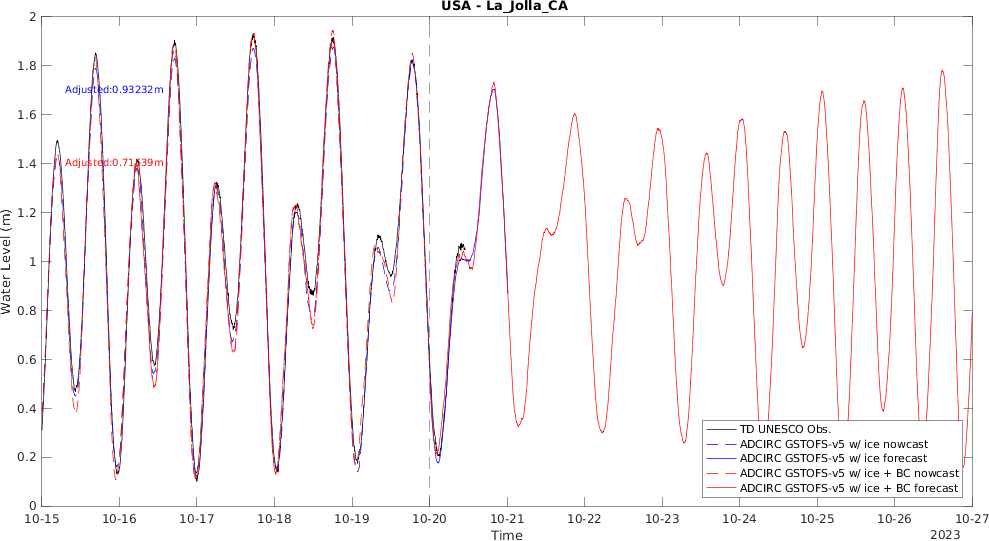 USA - La_Jolla_CA
Water Level (m)
2
1.8
1.6
1.4
1.2
1
0.8
0.6
0.4
0.2
0
Adjusted:0.93232m
Adjusted:0.71539m
TD UNESCO Obs.
ADCIRC GSTOFS-v5 w/ ice nowcast
ADCIRC GSTOFS-v5 w/ ice forecast
ADCIRC GSTOFS-v5 w/ ice + BC nowcast
ADCIRC GSTOFS-v5 w/ ice + BC forecast
10-15 10-16 10-17 10-18 10-19 10-20 10-21 10-22 10-23 10-24 10-25 10-26 10-27
Time
2023